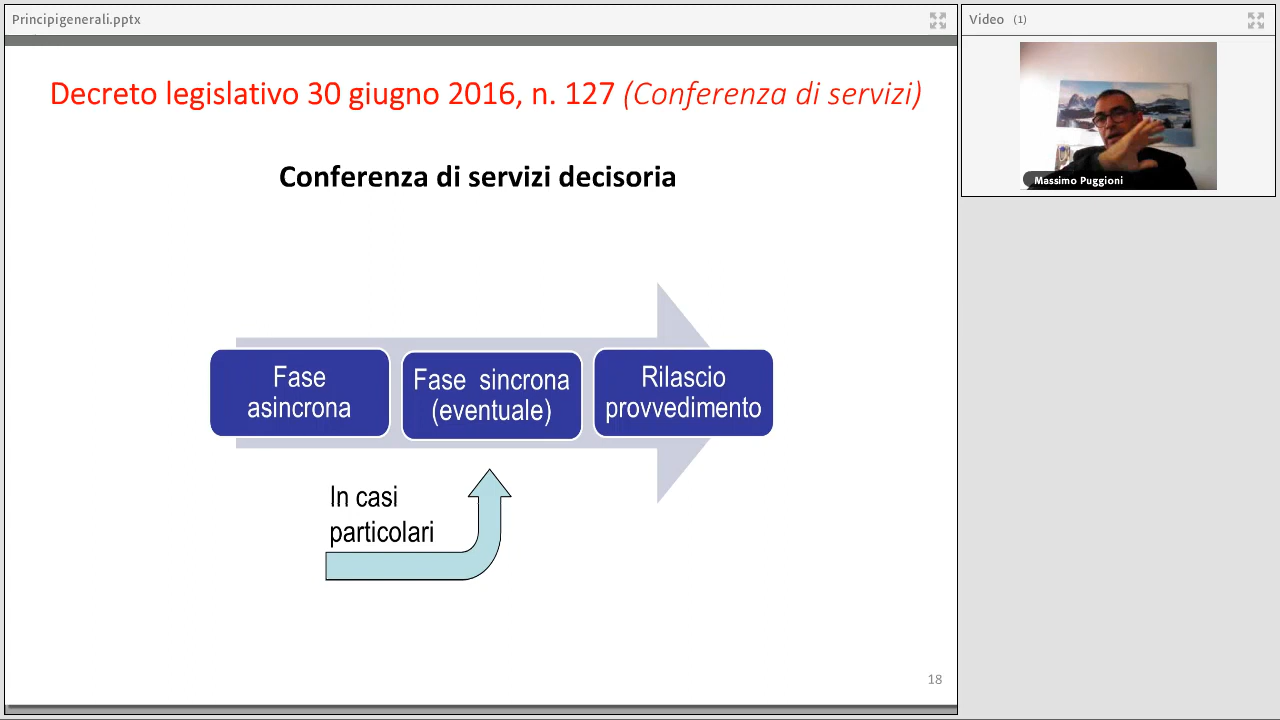 Principigenerali.pptx
Video (1)
Decreto legislativo 30 giugno 2016, n. 127 (Conferenza di servizi)
Conferenza di servizi decisoria
Fase
asincrona
Fase sincrona
(eventuale)
Rilascio
provvedimento
In casi
particolari
18
Massimo Puggioni